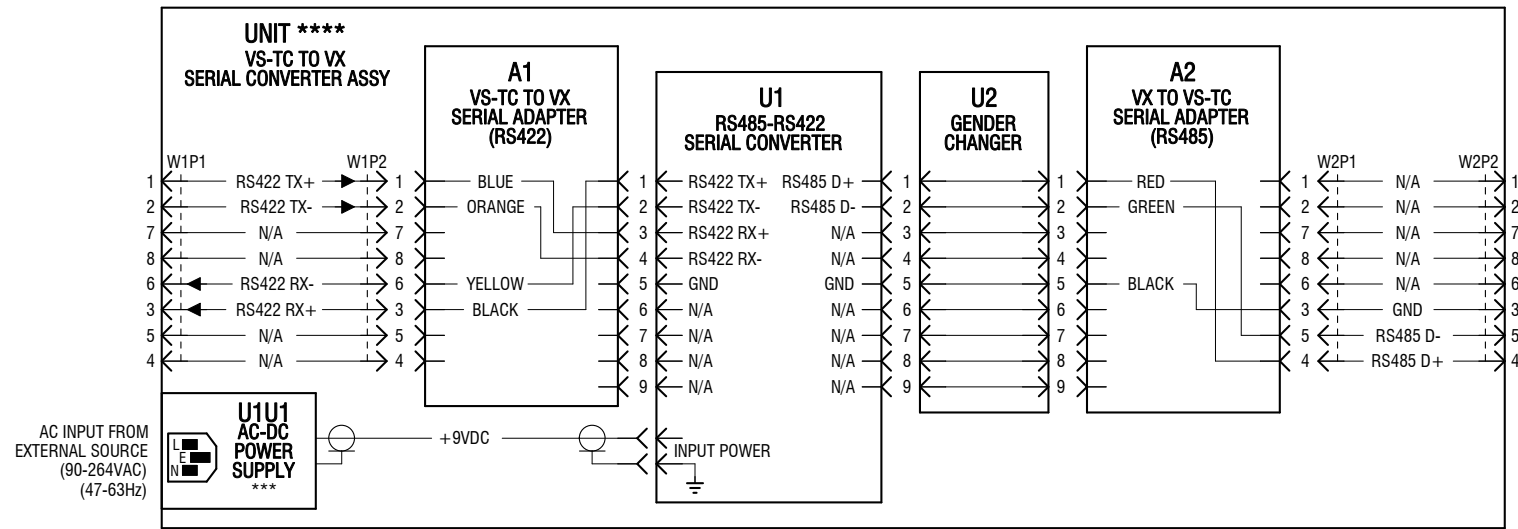 UNIT ****
VS-TC TO VX
SERIAL CONVERTER ASSY
A1
VS-TC TO VX
SERIAL ADAPTER
(RS422)
U1
RS485-RS422
SERIAL CONVERTER
U2
GENDER
CHANGER
A2
VX TO VS-TC
SERIAL ADAPTER
(RS485)
W1P1 W1P2 W2P1 W2P2
1 RS422 TX+ 1 BLUE 1 RS422 TX+ RS485 D+ 1 1 RED 1 N/A 1
2 RS422 TX- 2 ORANGE 2 RS422 TX- RS485 D- 2 2 GREEN 2 N/A 2
7 N/A 7 3 RS422 RX+ N/A 3 3 7 N/A 7
8 N/A 8 4 RS422 RX- N/A 4 4 8 N/A 8
6 RS422 RX- 6 YELLOW 5 GND GND 5 5 BLACK 6 N/A 6
3 RS422 RX+ 3 BLACK 6 N/A N/A 6 6 3 GND 3
5 N/A 5 7 N/A N/A 7 7 5 RS485 D- 5
4 N/A 4 8 N/A N/A 8 8 4 RS485 D+ 4
9 N/A N/A 9 9
AC INPUT FROM
EXTERNAL SOURCE
(90-264VAC)
(47-63Hz)
L
E
N
U1U1
AC-DC
POWER
SUPPLY
***
+9VDC
INPUT POWER